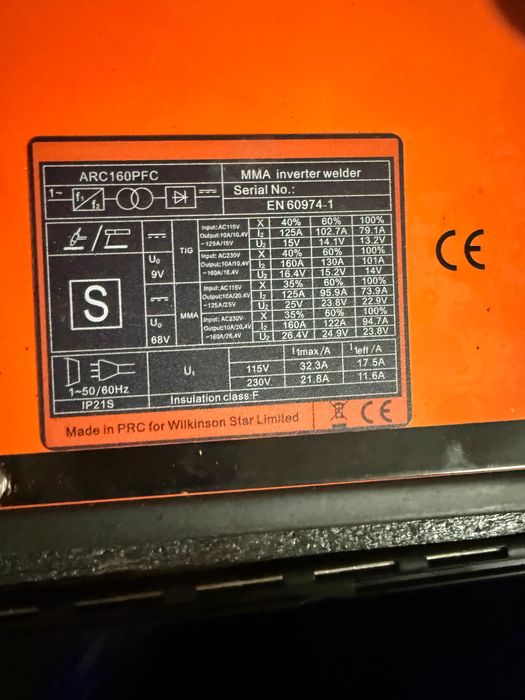 ARC160PFC
MMA inverter welder
1~ f1 f2
Serial No.:
EN 60974-1
TIG
Input:AC115V
Output:10A/10.4V
~125A/15V
X 40% 60% 100%
I2 125A 102.7A 79.1A
U2 15V 14.1V 13.2V
U0
9V
Input:AC230V
Output:10A/10.4V
~160A/16.4V
X 40% 60% 100%
I2 160A 130A 101A
U2 16.4V 15.2V 14V
S
MMA
Input:AC115V
Output:10A/20.4V
~125A/25V
X 35% 60% 100%
I2 125A 95.9A 73.9A
U2 25V 23.8V 22.9V
U0
68V
Input:AC230V
Output:10A/20.4V
~160A/26.4V
X 35% 60% 100%
I2 160A 122A 94.7A
U2 26.4V 24.9V 23.8V
1~50/60Hz
U1
I1max/A I1eff/A
115V 32.3A 17.5A
230V 21.8A 11.6A
IP21S
Insulation class:F
Made in PRC for Wilkinson Star Limited
CE
CE